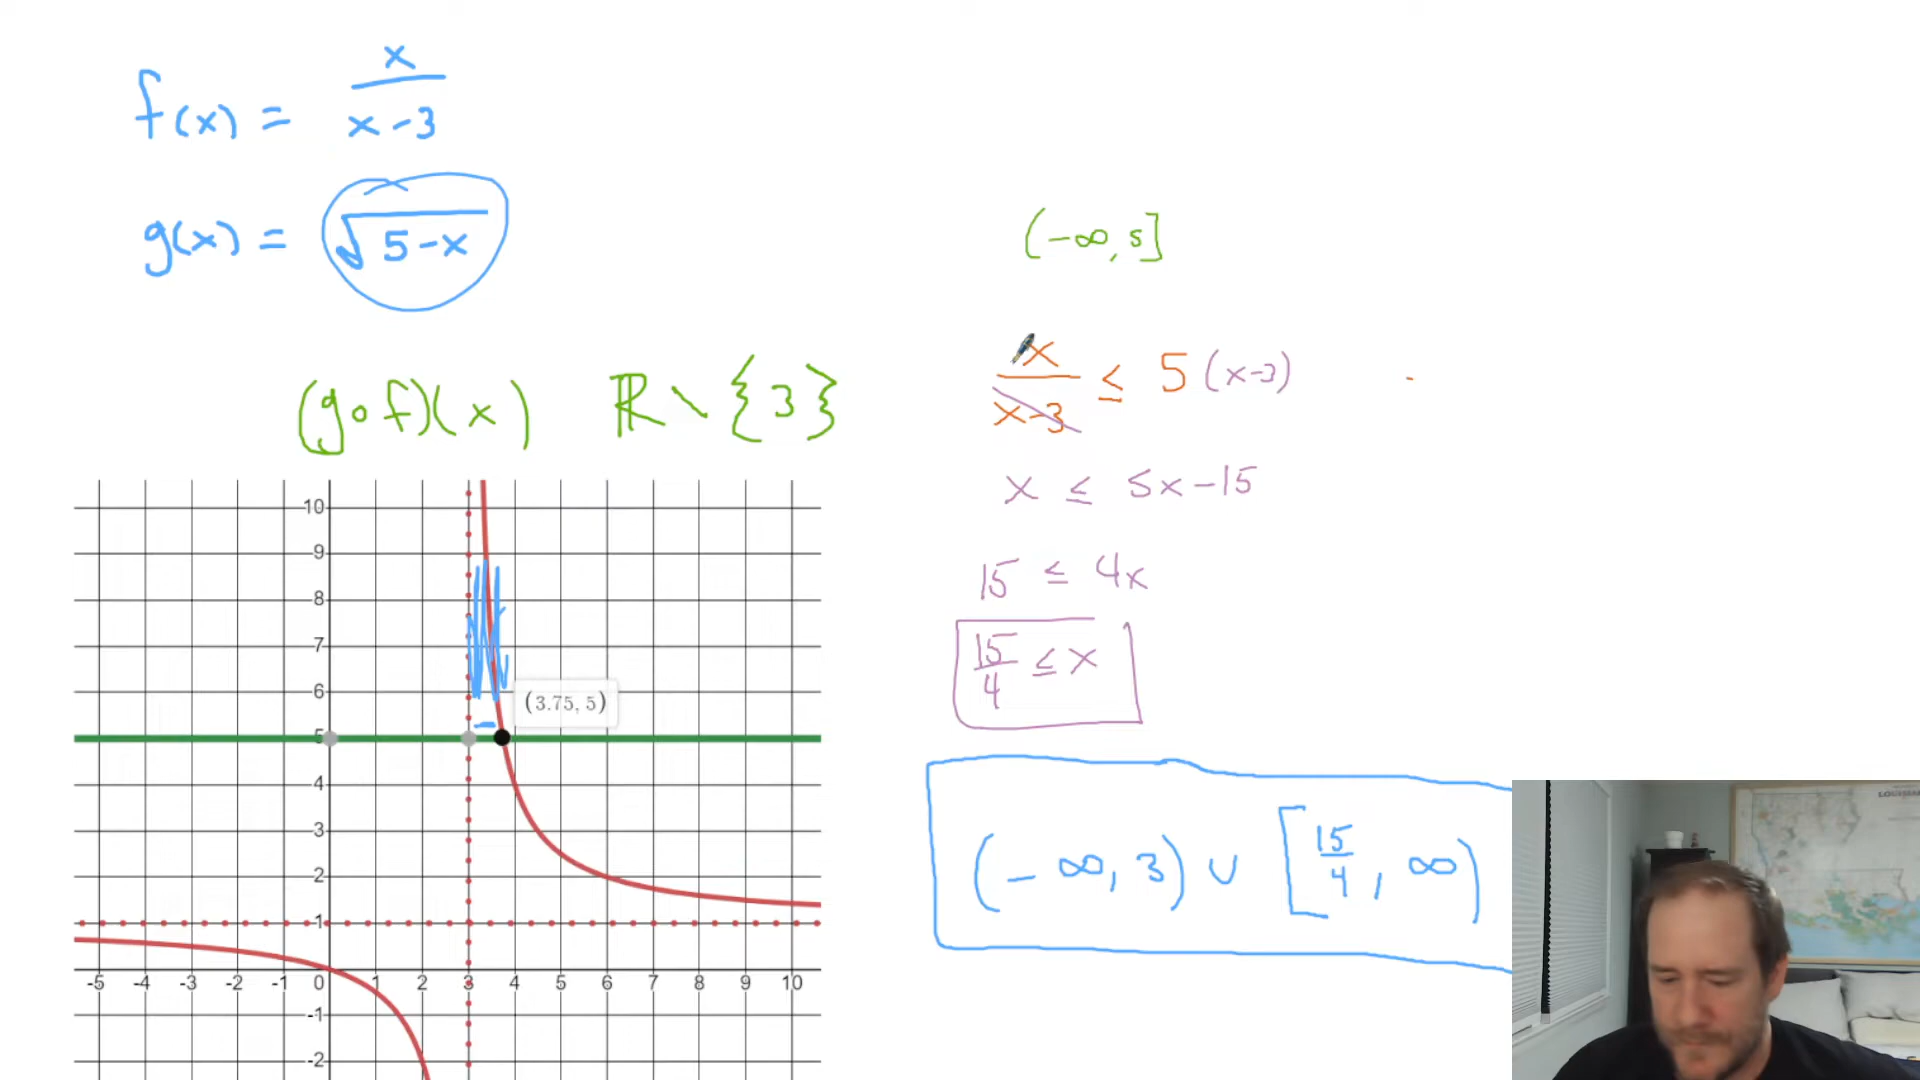 f(x) = x/(x-3)
g(x) = √(5-x)
(-∞, 5]
(g∘f)(x) ℝ \ {3}
x/(x-3) ≤ 5 (x-3)
x ≤ 5x-15
15 ≤ 4x
15/4 ≤ x
(-∞, 3) ∪ [15/4, ∞)
10
9
8
7
6
(3.75, 5)
5
4
3
2
1
-5 -4 -3 -2 -1 0 1 2 3 4 5 6 7 8 9 10
-1
-2
LOUISI